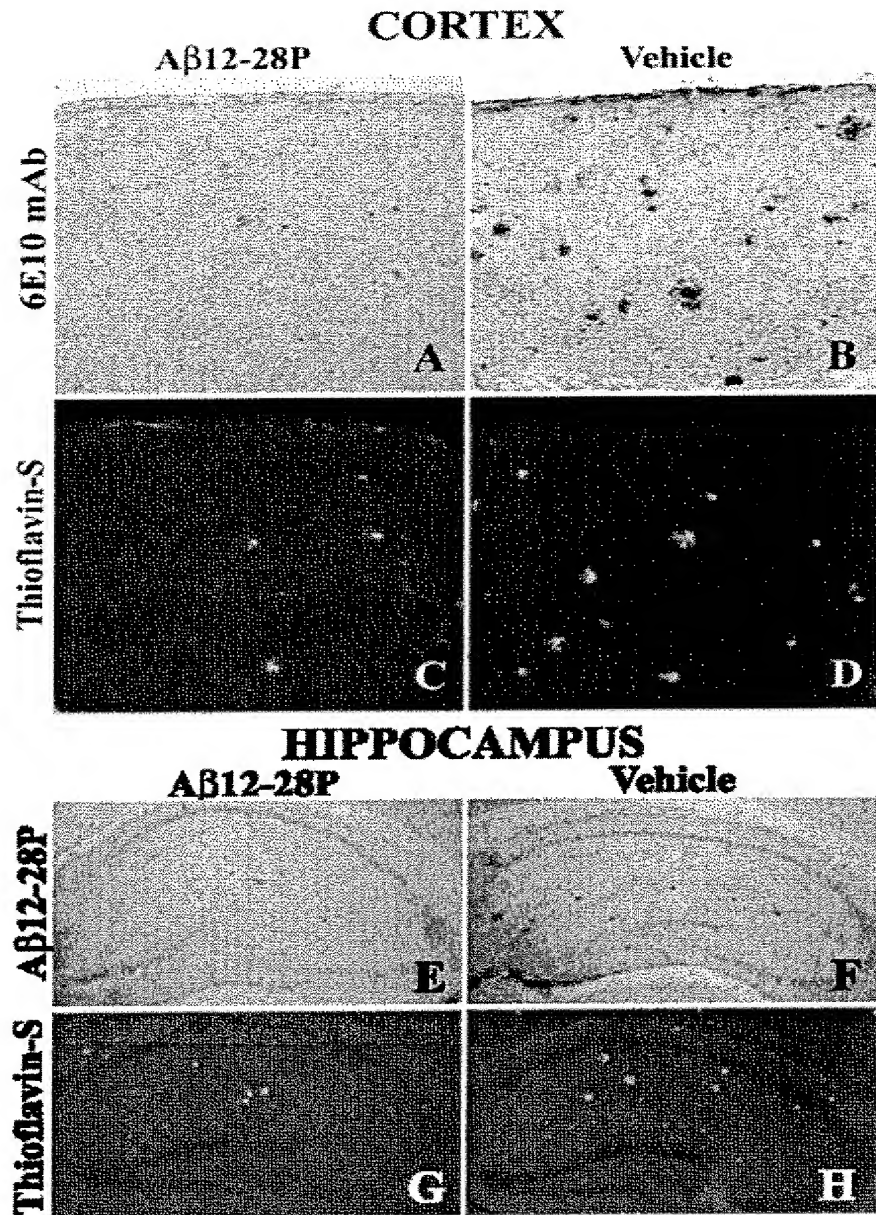 CORTEX
Aβ12-28P Vehicle
6E10 mAb
A B
Thioflavin-S
C D
HIPPOCAMPUS
Aβ12-28P Vehicle
Aβ12-28P
E F
Thioflavin-S
G H